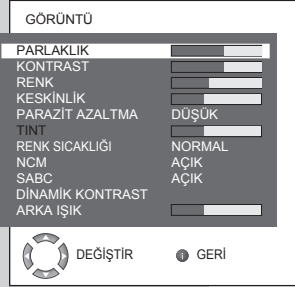 GÖRÜNTÜ
PARLAKLIK
KONTRAST
RENK
KESKİNLİK
PARAZİT AZALTMA DÜŞÜK
TINT
RENK SICAKLIĞI NORMAL
NCM AÇIK
SABC AÇIK
DİNAMİK KONTRAST
ARKA IŞIK
DEĞİŞTİR i GERİ